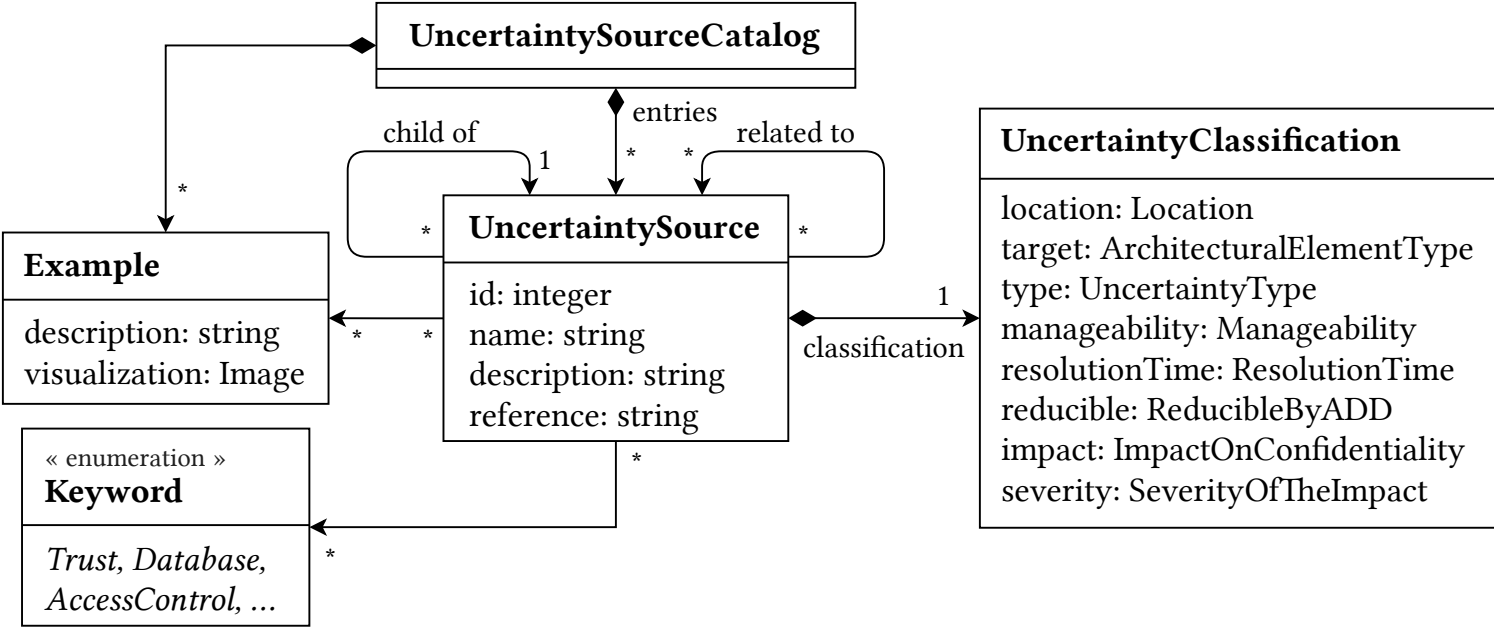 UncertaintySourceCatalog
entries
*
*
child of
1
*
related to
*
*
UncertaintySource
id: integer
name: string
description: string
reference: string
Example
description: string
visualization: Image
*
*
« enumeration »
Keyword
Trust, Database,
AccessControl, ...
*
*
1
classification
UncertaintyClassification
location: Location
target: ArchitecturalElementType
type: UncertaintyType
manageability: Manageability
resolutionTime: ResolutionTime
reducible: ReducibleByADD
impact: ImpactOnConfidentiality
severity: SeverityOfTheImpact